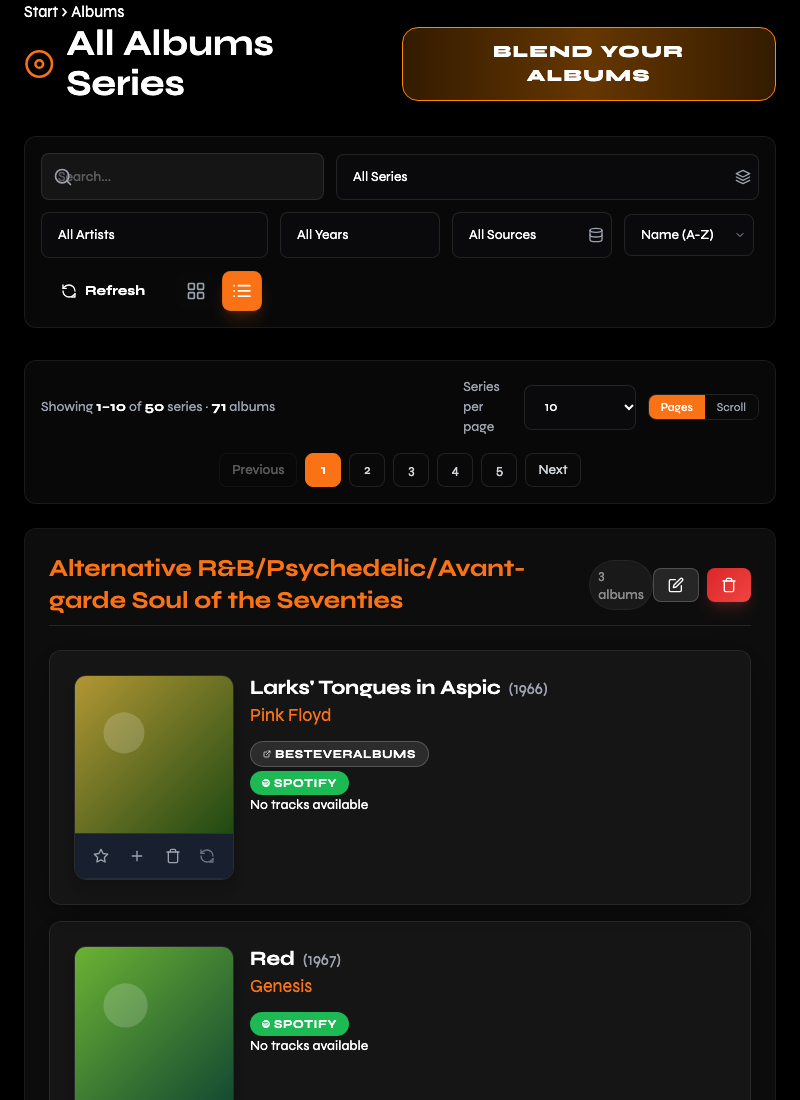 Start › Albums
All Albums
Series
BLEND YOUR
ALBUMS
Search...
All Series
All Artists
All Years
All Sources
Name (A-Z)
Refresh
Showing 1–10 of 50 series · 71 albums
Series
per
page
10
Pages
Scroll
Previous
1
2
3
4
5
Next
Alternative R&B/Psychedelic/Avant-
garde Soul of the Seventies
3
albums
Larks' Tongues in Aspic (1966)
Pink Floyd
BESTEVERALBUMS
SPOTIFY
No tracks available
Red (1967)
Genesis
SPOTIFY
No tracks available